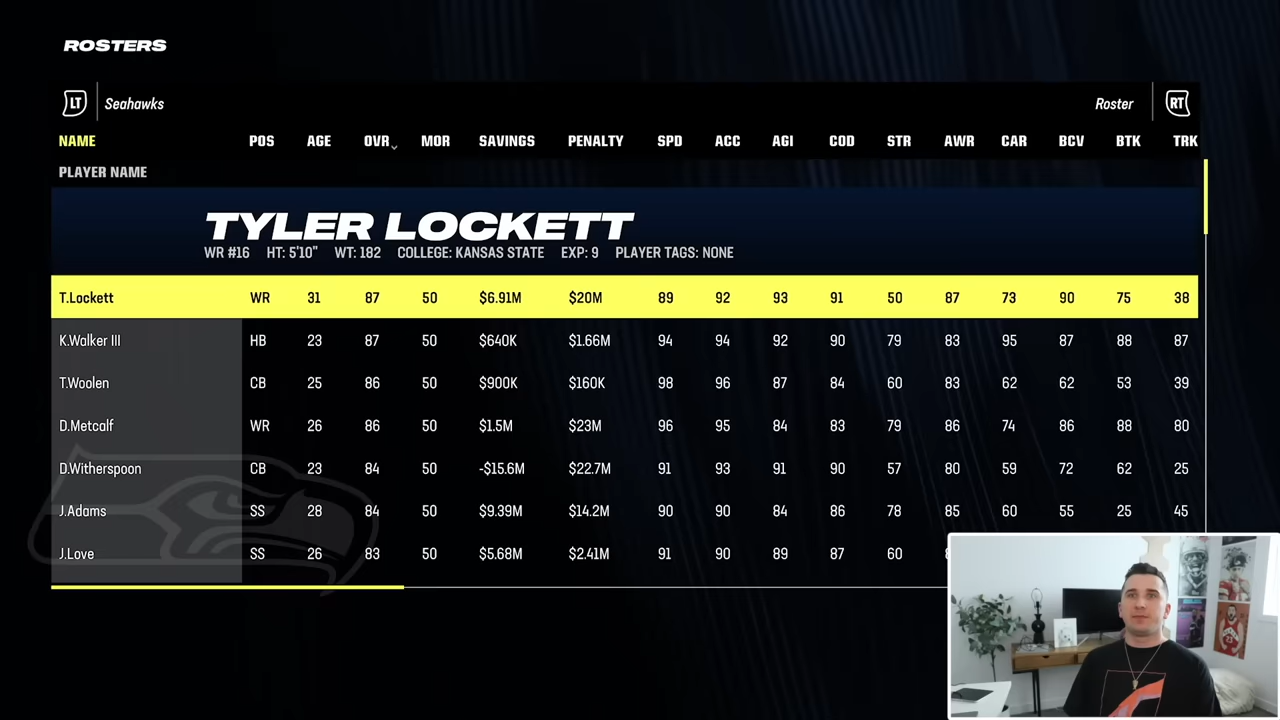 ROSTERS
LT Seahawks Roster RT
NAME POS AGE OVR MOR SAVINGS PENALTY SPD ACC AGI COD STR AWR CAR BCV BTK TRK
PLAYER NAME
TYLER LOCKETT
WR #16 HT: 5'10" WT: 182 COLLEGE: KANSAS STATE EXP: 9 PLAYER TAGS: NONE
T.Lockett WR 31 87 50 $6.91M $20M 89 92 93 91 50 87 73 90 75 38
K.Walker III HB 23 87 50 $640K $1.66M 94 94 92 90 79 83 95 87 88 87
T.Woolen CB 25 86 50 $900K $160K 98 96 87 84 60 83 62 62 53 39
D.Metcalf WR 26 86 50 $1.5M $23M 96 95 84 83 79 86 74 86 88 80
D.Witherspoon CB 23 84 50 -$15.6M $22.7M 91 93 91 90 57 80 59 72 62 25
J.Adams SS 28 84 50 $9.39M $14.2M 90 90 84 86 78 85 60 55 25 45
J.Love SS 26 83 50 $5.68M $2.41M 91 90 89 87 60